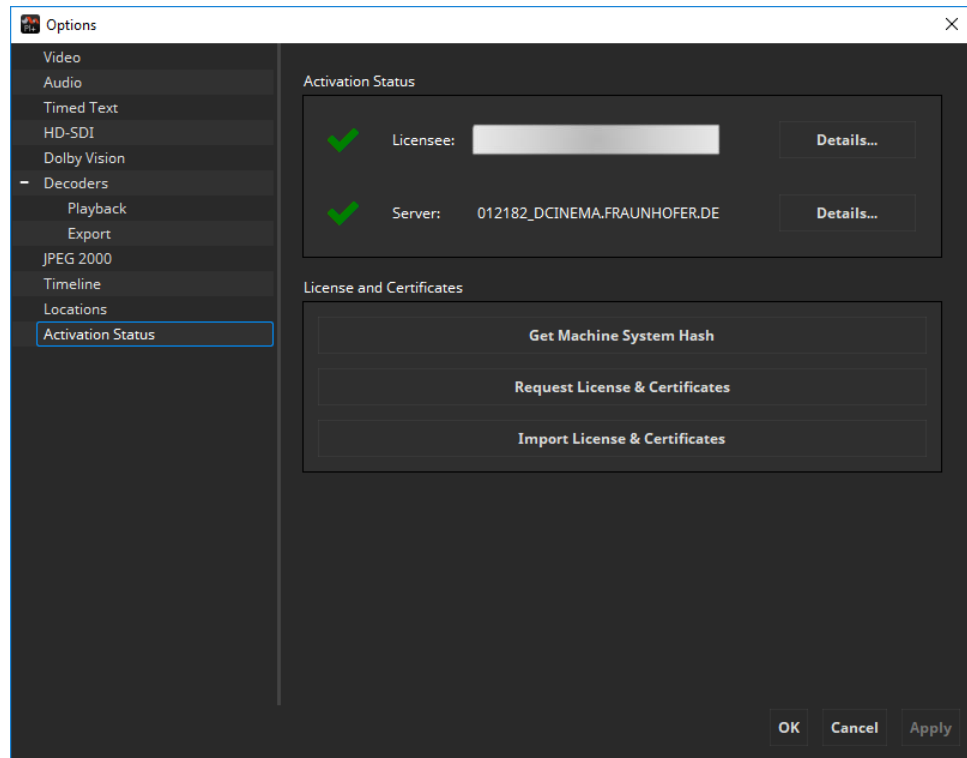 Options
Video
Audio
Timed Text
HD-SDI
Dolby Vision
Decoders
Playback
Export
JPEG 2000
Timeline
Locations
Activation Status
Activation Status
Licensee: Details...
Server: 012182_DCINEMA.FRAUNHOFER.DE Details...
License and Certificates
Get Machine System Hash
Request License & Certificates
Import License & Certificates
OK Cancel Apply